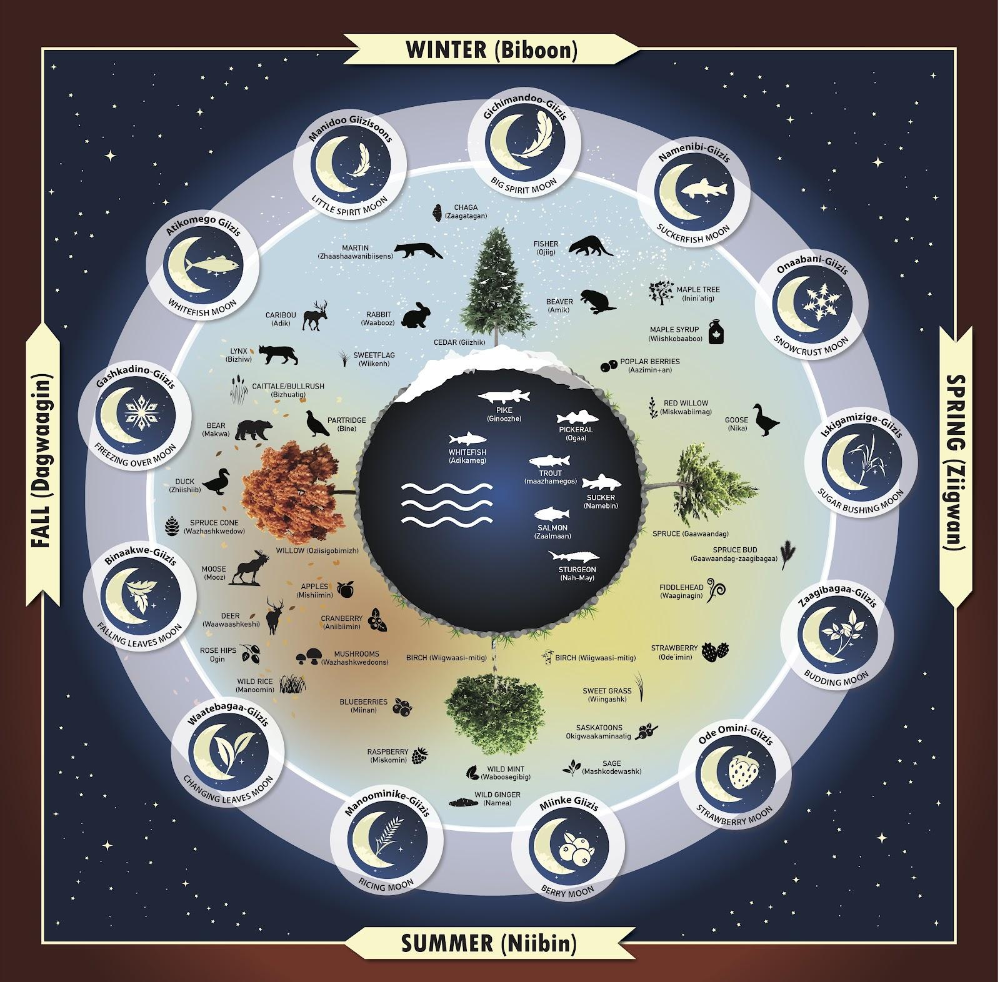 WINTER (Biboon)
Gichimandoo-Giizis
BIG SPIRIT MOON
Namenibi-Giizis
SUCKERFISH MOON
Onaabani-Giizis
SNOWCRUST MOON
SPRING (Ziigwan)
Iskigamizige-Giizis
SUGAR BUSHING MOON
Zaagibagaa-Giizis
BUDDING MOON
Ode Omini-Giizis
STRAWBERRY MOON
SUMMER (Niibin)
Miinke Giizis
BERRY MOON
Manoominike-Giizis
RICING MOON
Waatebagaa-Giizis
CHANGING LEAVES MOON
FALL (Dagwaagin)
Binaakwe-Giizis
FALLING LEAVES MOON
Gashkadino-Giizis
FREEZING OVER MOON
Atikomego Giizis
WHITEFISH MOON
Manidoo Giizisoons
LITTLE SPIRIT MOON
CHAGA
(Zaagatagan)
MARTIN
(Zhaashaawanibiisens)
FISHER
(Ojiig)
CARIBOU
(Adik)
RABBIT
(Waabooz)
BEAVER
(Amik)
MAPLE TREE
(Inini'atig)
MAPLE SYRUP
(Wiishkobaaboo)
CEDAR (Giizhik)
LYNX
(Bizhiw)
SWEETFLAG
(Wiikenh)
POPLAR BERRIES
(Aazimin+an)
CAITTALE/BULLRUSH
(Bizhuatig)
RED WILLOW
(Miskwabiimag)
GOOSE
(Nika)
BEAR
(Makwa)
PARTRIDGE
(Bine)
DUCK
(Zhiishiib)
SPRUCE CONE
(Wazhashkwedow)
WILLOW (Oziisigobimizh)
MOOSE
(Mooz)
APPLES
(Mishiimin)
DEER
(Waawaashkeshi)
CRANBERRY
(Aniibiimin)
ROSE HIPS
Ogin
MUSHROOMS
(Wazhashkwedoons)
WILD RICE
(Manoomin)
BLUEBERRIES
(Miinan)
RASPBERRY
(Miskomin)
PIKE
(Ginoozhe)
PICKERAL
(Ogaa)
WHITEFISH
(Adikameg)
TROUT
(maazhamegos)
SUCKER
(Namebin)
SALMON
(Zaalmaan)
STURGEON
(Nah-May)
SPRUCE (Gaawaandag)
SPRUCE BUD
(Gaawaandag-zaagibagaa)
FIDDLEHEAD
(Waaginagin)
STRAWBERRY
(Ode'imin)
BIRCH (Wiigwaasi-mitig)
BIRCH (Wiigwaasi-mitig)
SWEET GRASS
(Wiingashk)
SASKATOONS
Okigwaakaminaatig
SAGE
(Mashkodewashk)
WILD MINT
(Waboosegibig)
WILD GINGER
(Namea)